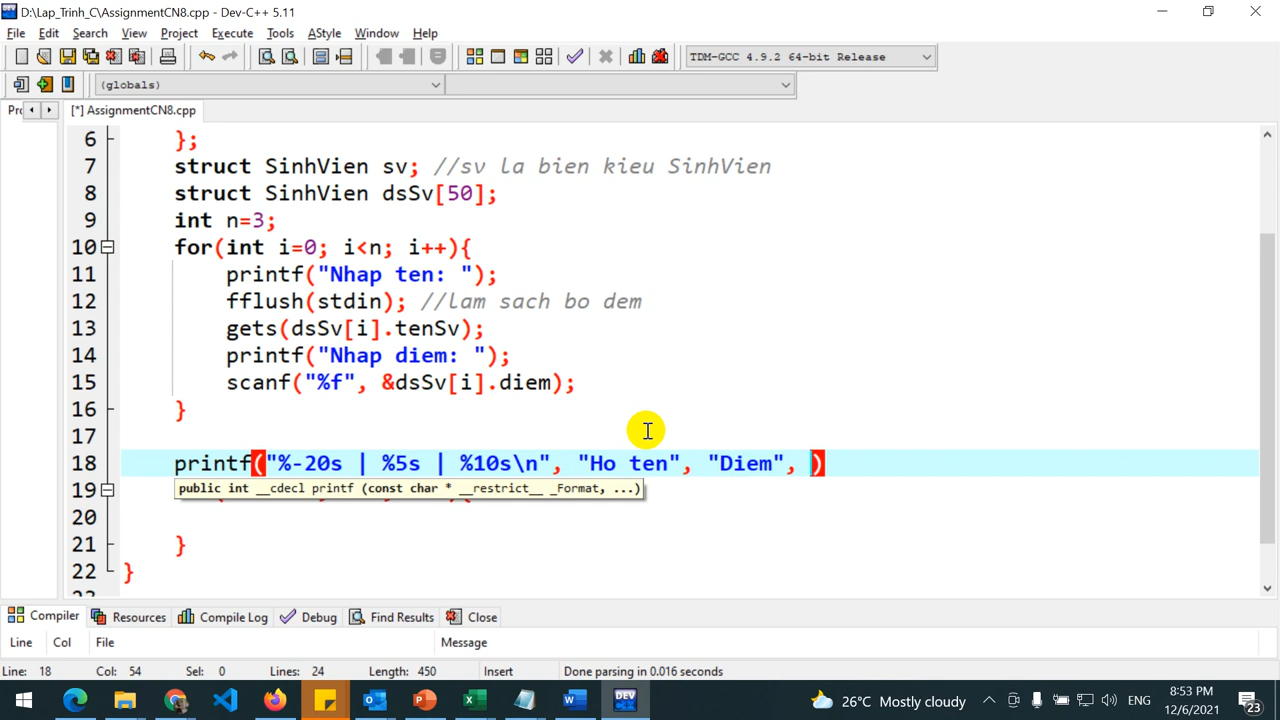 D:\Lap_Trinh_C\AssignmentCN8.cpp - Dev-C++ 5.11
File Edit Search View Project Execute Tools AStyle Window Help
TDM-GCC 4.9.2 64-bit Release
(globals)
[*] AssignmentCN8.cpp
6 };
7 struct SinhVien sv; //sv la bien kieu SinhVien
8 struct SinhVien dsSv[50];
9 int n=3;
10 for(int i=0; i<n; i++){
11 printf("Nhap ten: ");
12 fflush(stdin); //lam sach bo dem
13 gets(dsSv[i].tenSv);
14 printf("Nhap diem: ");
15 scanf("%f", &dsSv[i].diem);
16 }
17
18 printf("%-20s | %5s | %10s\n", "Ho ten", "Diem", )
public int __cdecl printf (const char * __restrict__ _Format, ...)
19
20
21 }
22 }
Compiler Resources Compile Log Debug Find Results Close
Line Col File Message
Line: 18 Col: 54 Sel: 0 Lines: 24 Length: 450 Insert Done parsing in 0.016 seconds
DEV 26°C Mostly cloudy ENG 8:53 PM
12/6/2021 23